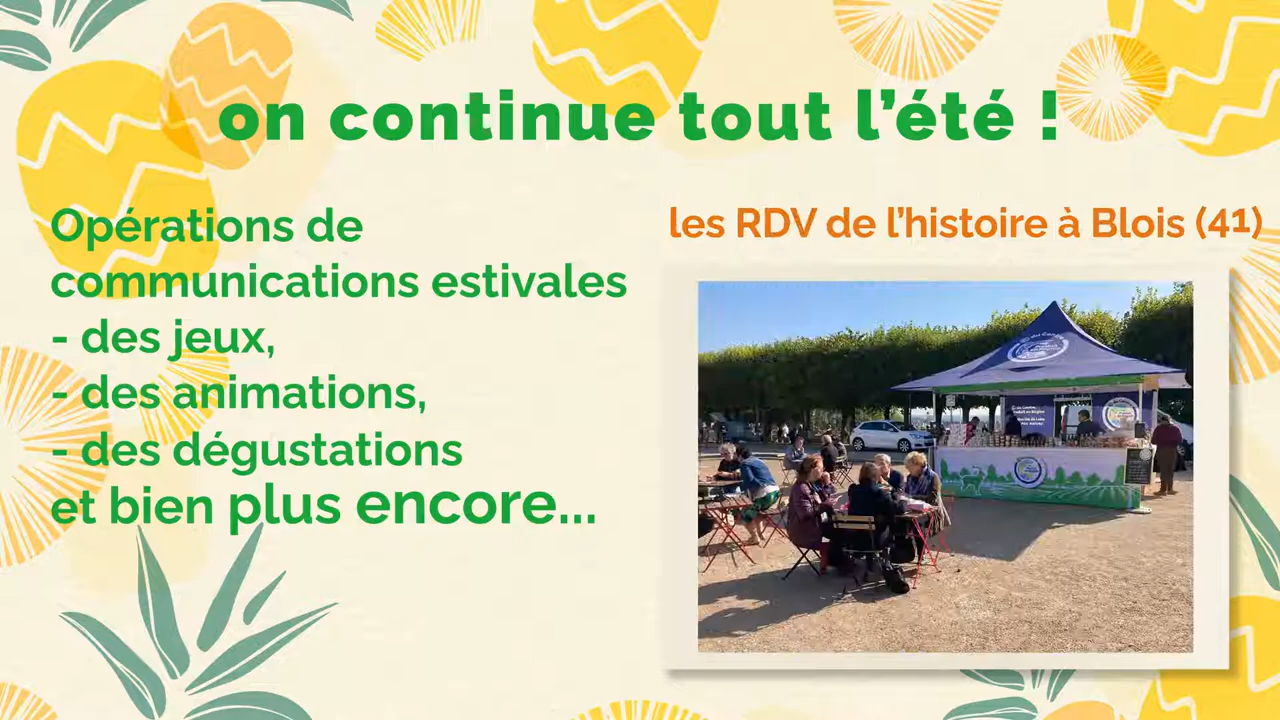 on continue tout l’été !
Opérations de
communications estivales
- des jeux,
- des animations,
- des dégustations
et bien plus encore...
les RDV de l’histoire à Blois (41)